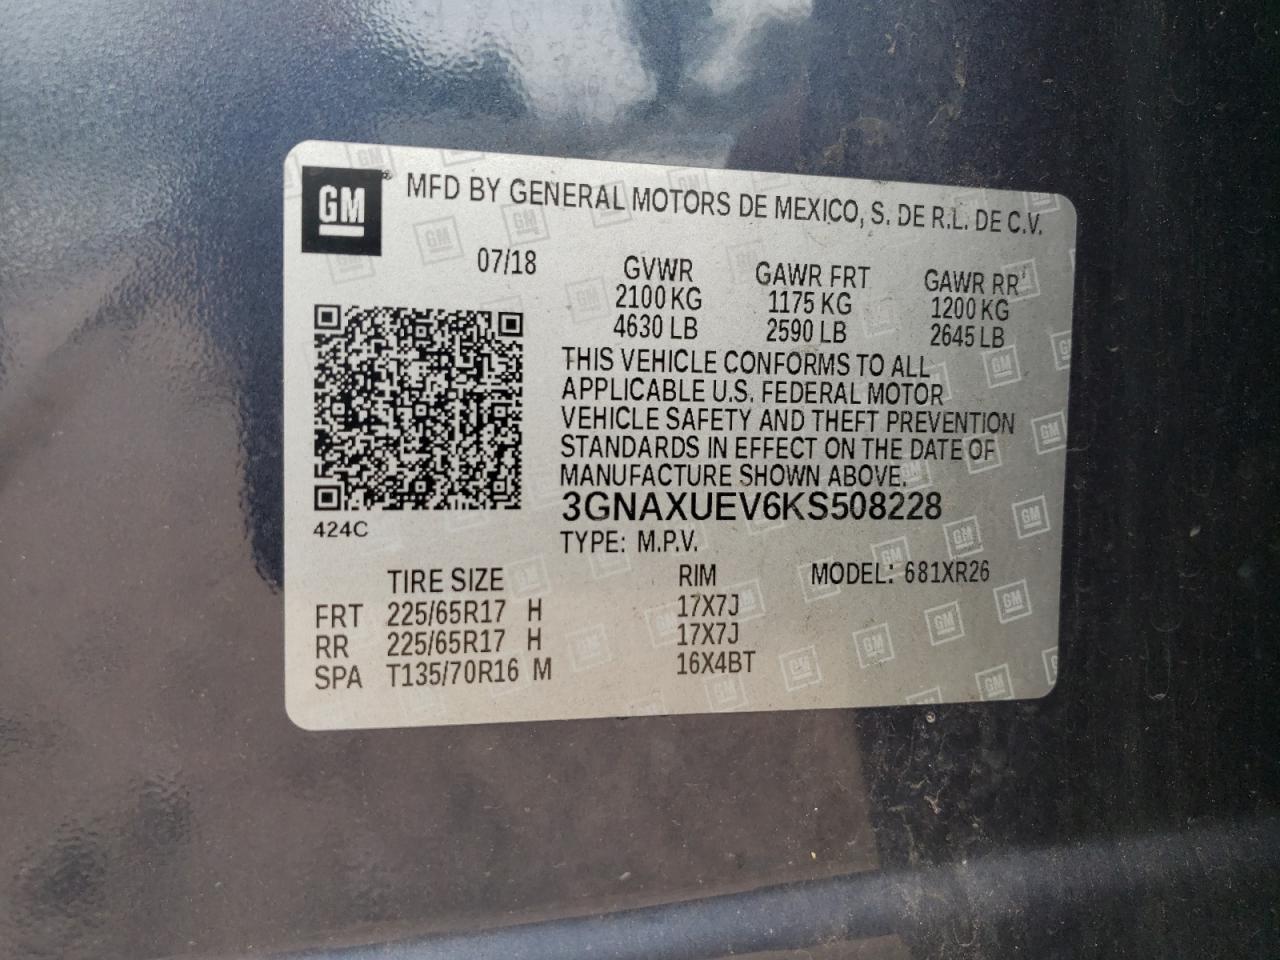 GM
MFD BY GENERAL MOTORS DE MEXICO, S. DE R.L. DE C.V.
07/18
GVWR GAWR FRT GAWR RR
2100 KG 1175 KG 1200 KG
4630 LB 2590 LB 2645 LB
THIS VEHICLE CONFORMS TO ALL
APPLICABLE U.S. FEDERAL MOTOR
VEHICLE SAFETY AND THEFT PREVENTION
STANDARDS IN EFFECT ON THE DATE OF
MANUFACTURE SHOWN ABOVE.
3GNAXUEV6KS508228
424C
TYPE: M.P.V.
TIRE SIZE RIM MODEL: 681XR26
FRT 225/65R17 H 17X7J
RR 225/65R17 H 17X7J
SPA T135/70R16 M 16X4BT